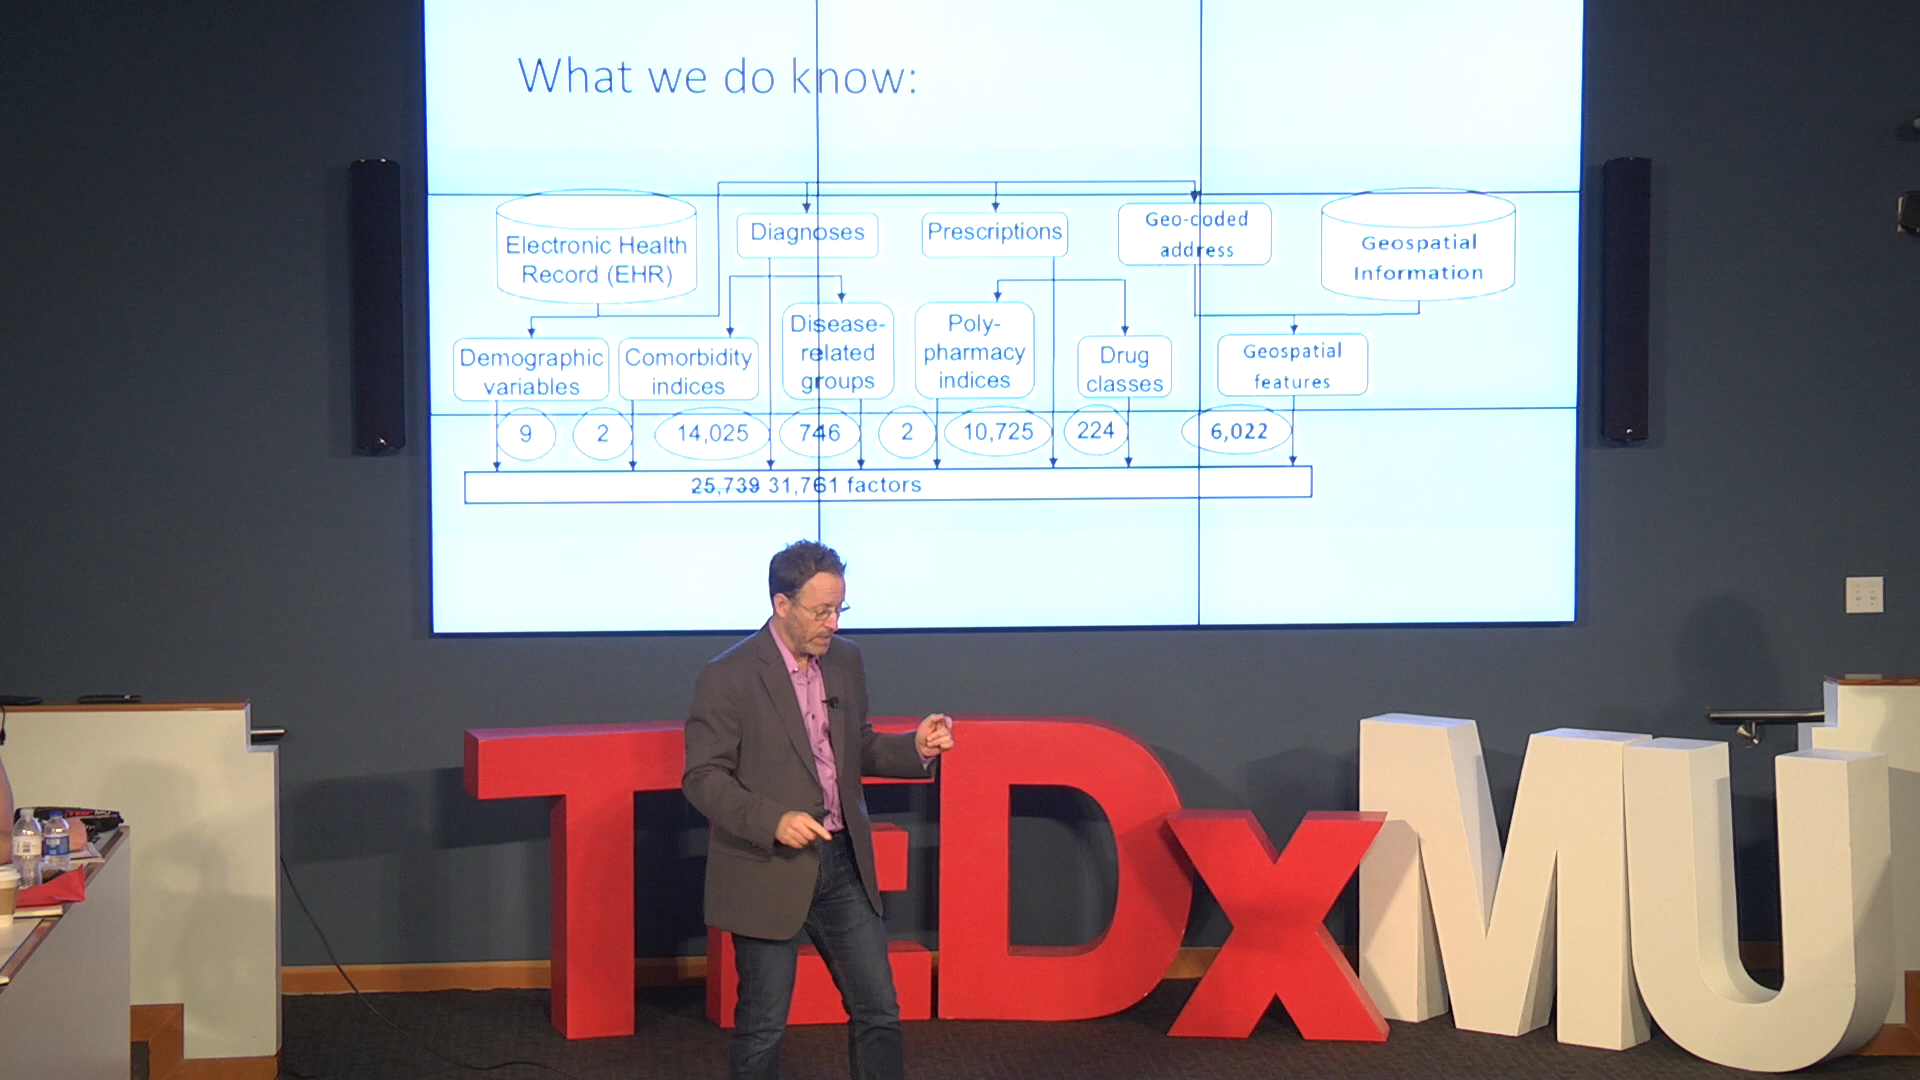 What we do know:
Electronic Health
Record (EHR)
Diagnoses
Prescriptions
Geo-coded
address
Geospatial
Information
Demographic
variables
Comorbidity
indices
Disease-
related
groups
Poly-
pharmacy
indices
Drug
classes
Geospatial
features
9
2
14,025
746
2
10,725
224
6,022
25,739 31,761 factors
TEDxMU